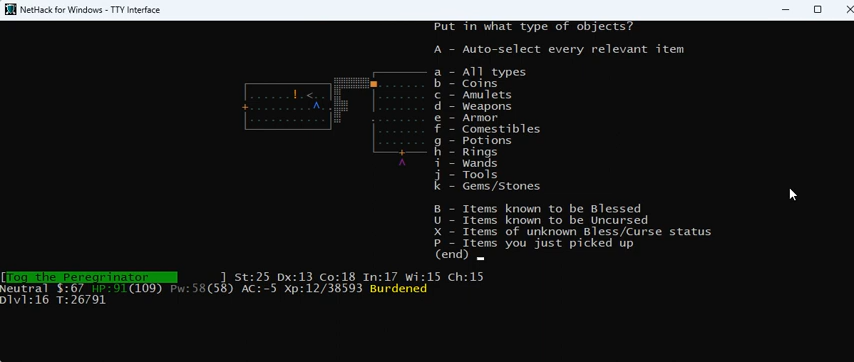 NetHack for Windows - TTY Interface
Put in what type of objects?
A - Auto-select every relevant item
a - All types
b - Coins
c - Amulets
d - Weapons
e - Armor
f - Comestibles
g - Potions
h - Rings
i - Wands
j - Tools
k - Gems/Stones
B - Items known to be Blessed
U - Items known to be Uncursed
X - Items of unknown Bless/Curse status
P - Items you just picked up
(end)
[Tog the Peregrinator ] St:25 Dx:13 Co:18 In:17 Wi:15 Ch:15
Neutral $:67 HP:91(109) Pw:58(58) AC:-5 Xp:12/38593 Burdened
Dlvl:16 T:26791